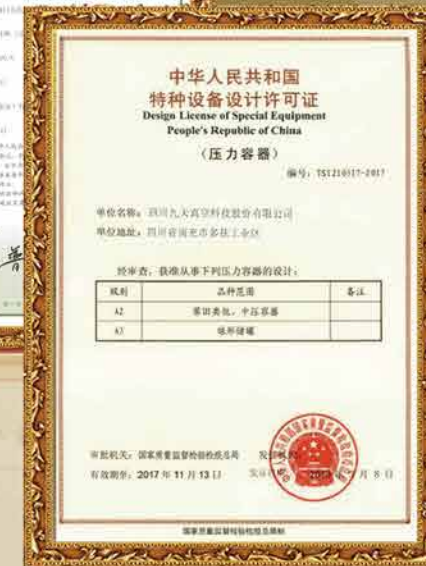 中华人民共和国
特种设备设计许可证
Design License of Special Equipment
People's Republic of China
(压力容器)
编号：TS1210
-2017
单位名称：四川九天真空科技股份有限公司
单位地址：四川省南充市
工业区
经审查，获准从事下列压力容器的设计：
级别 品种范围 备注
A2 第
类低、中压容器
A3 球形储罐
审批机关：国家质量监督检验检疫总局
有效期至：2017 年 11 月 13 日
月 8 日
国家质量监督检验检疫总局制